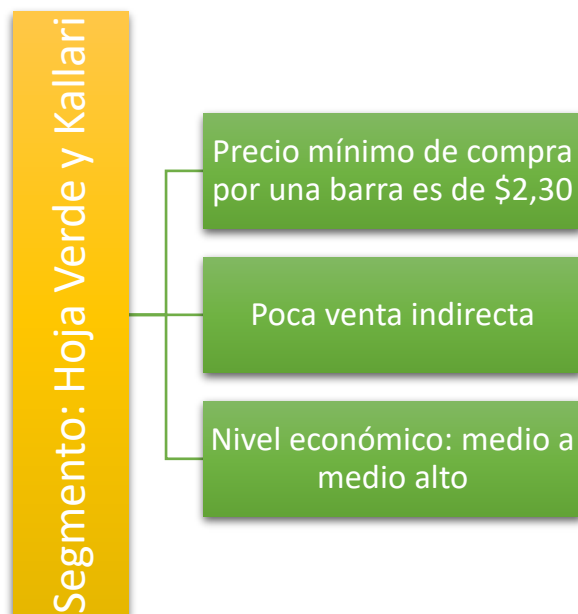 Segmento: Hoja Verde y Kallari
Precio mínimo de compra
por una barra es de $2,30
Poca venta indirecta
Nivel económico: medio a
medio alto